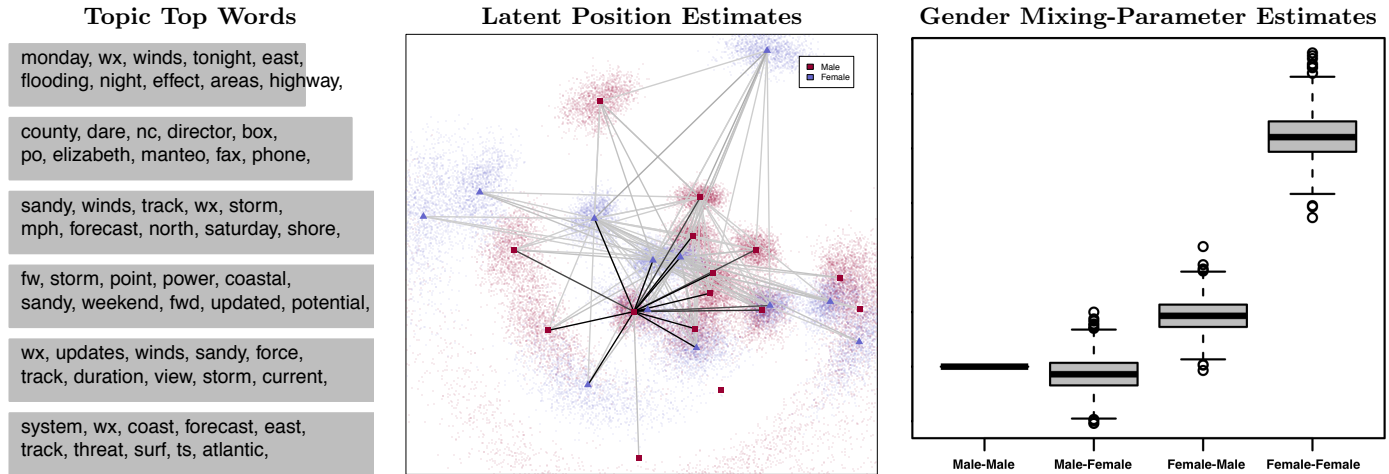 Topic Top Words
monday, wx, winds, tonight, east,
flooding, night, effect, areas, highway,
county, dare, nc, director, box,
po, elizabeth, manteo, fax, phone,
sandy, winds, track, wx, storm,
mph, forecast, north, saturday, shore,
fw, storm, point, power, coastal,
sandy, weekend, fwd, updated, potential,
wx, updates, winds, sandy, force,
track, duration, view, storm, current,
system, wx, coast, forecast, east,
track, threat, surf, ts, atlantic,
Latent Position Estimates
Male
Female
Gender Mixing-Parameter Estimates
Male-Male
Male-Female
Female-Male
Female-Female